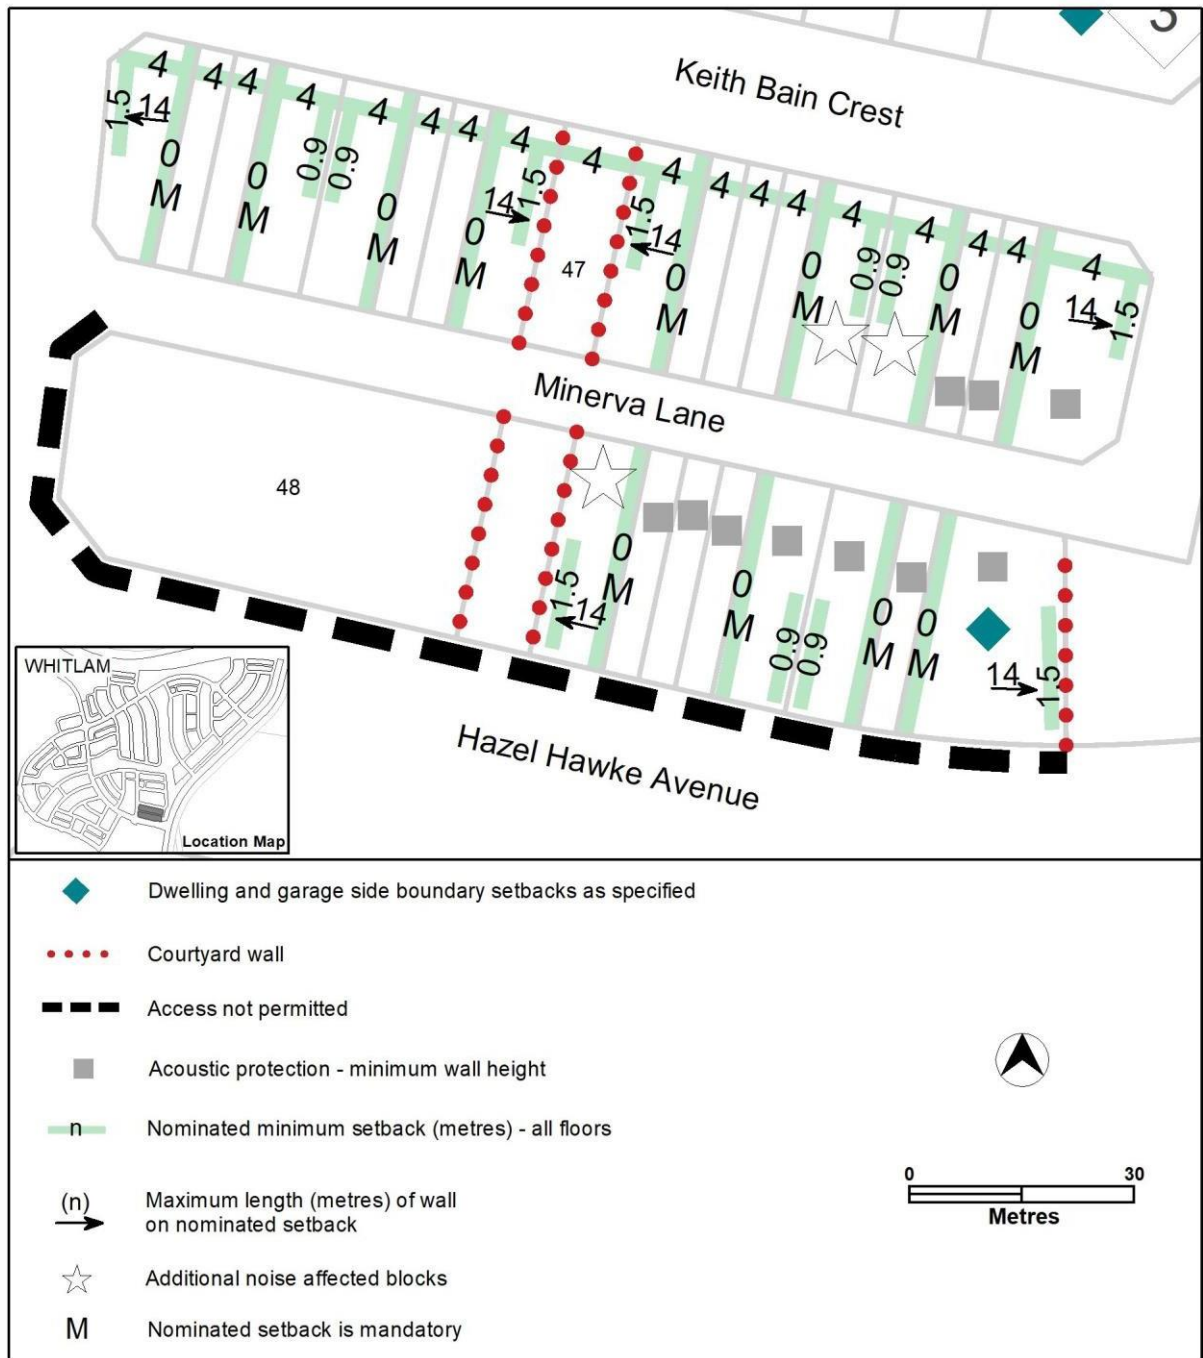 3
Keith Bain Crest
4 4 4 4 4 4 4 4 4 4 4 4 4 4 4 4 4 4
1.5 14 0 M 0 M 0.9 0.9 0 M 0 M 14 1.5 47 1.5 14 0 M 0 M 0.9 0.9 0 M 0 M 14 1.5
Minerva Lane
48
1.5 14 0 M 0 M 0.9 0.9 0 M 0 M 14 1.5
Hazel Hawke Avenue
WHITLAM
Location Map
Dwelling and garage side boundary setbacks as specified
Courtyard wall
Access not permitted
Acoustic protection - minimum wall height
n Nominated minimum setback (metres) - all floors
(n) Maximum length (metres) of wall
on nominated setback
Additional noise affected blocks
M Nominated setback is mandatory
0 30
Metres